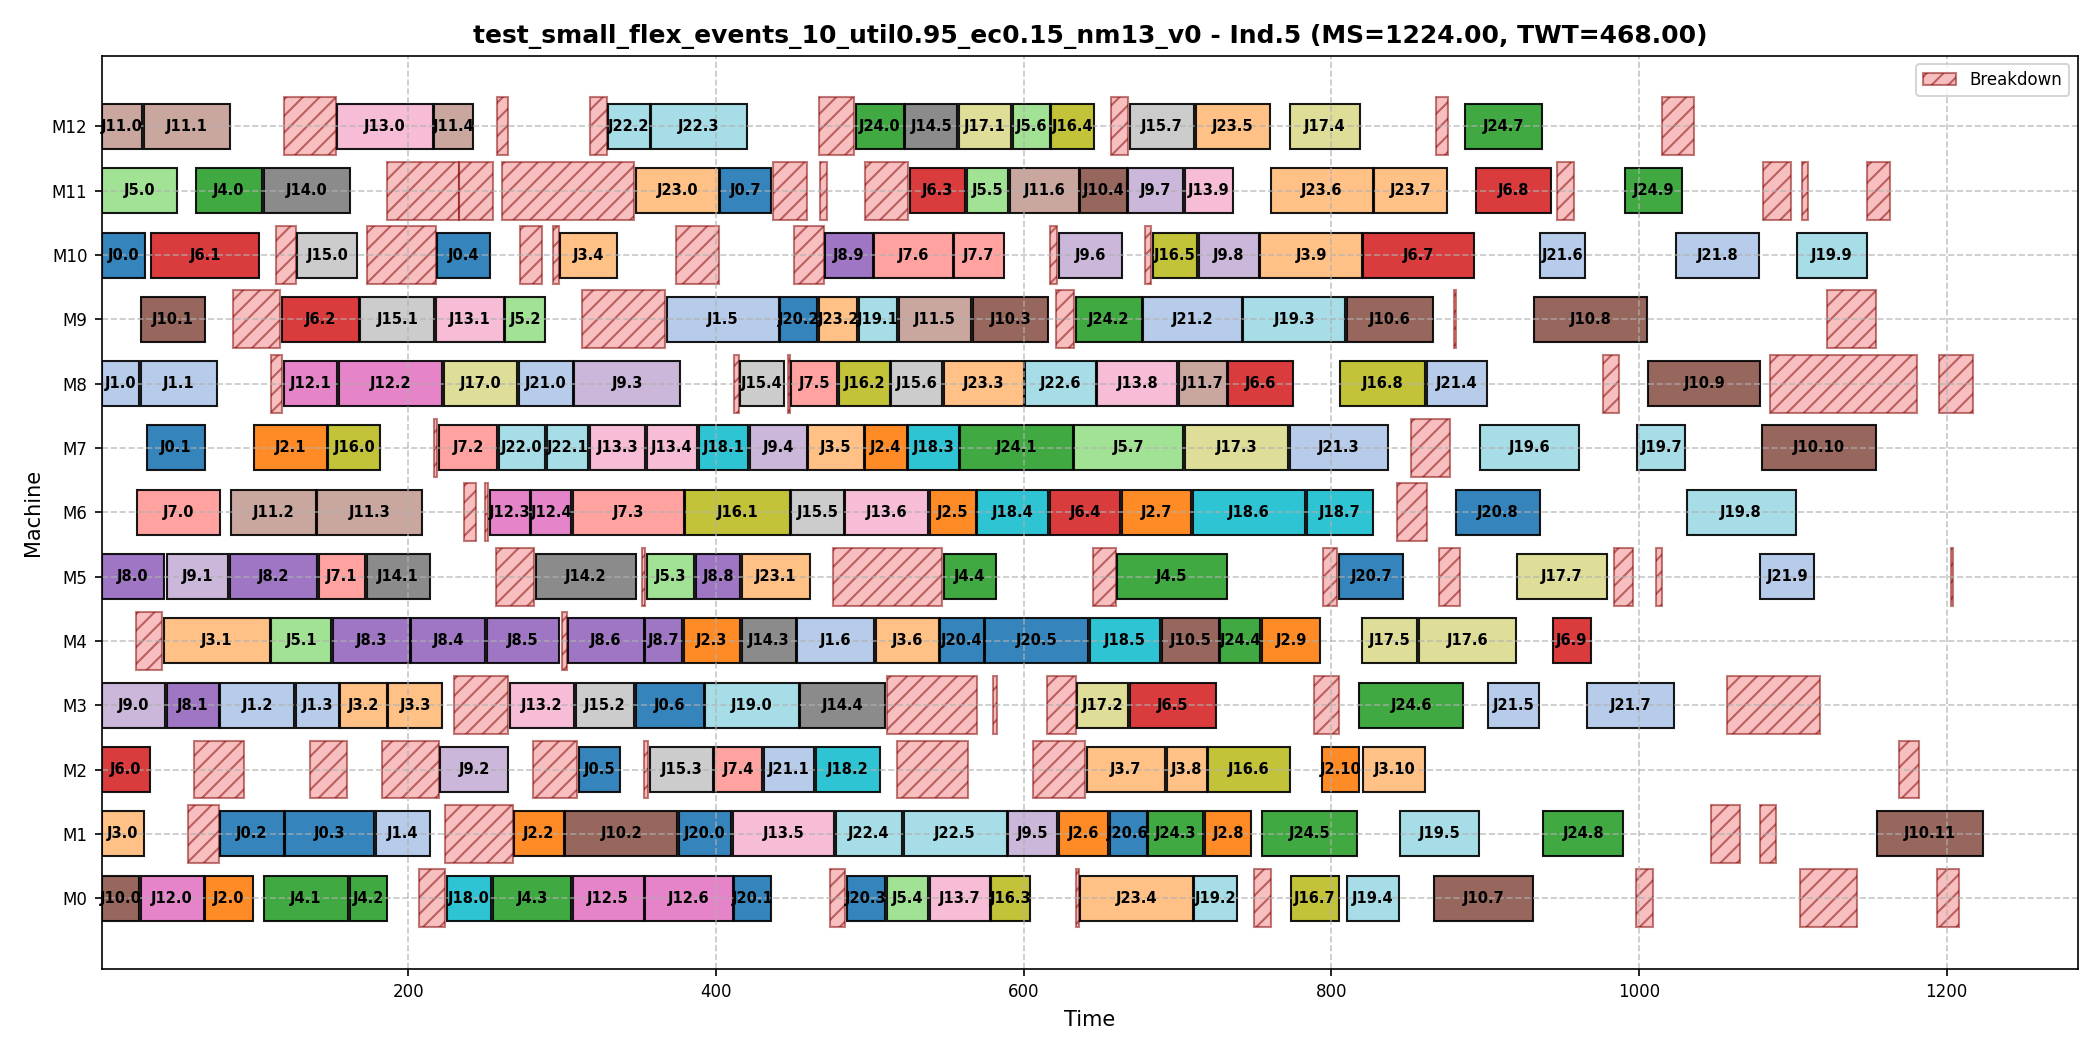 test_small_flex_events_10_util0.95_ec0.15_nm13_v0 - Ind.5 (MS=1224.00, TWT=468.00)
Breakdown
M12 J11.0 J11.1 J13.0 J11.4 J22.2 J22.3 J24.0 J14.5 J17.1 J5.6 J16.4 J15.7 J23.5 J17.4 J24.7
M11 J5.0 J4.0 J14.0 J23.0 J0.7 J6.3 J5.5 J11.6 J10.4 J9.7 J13.9 J23.6 J23.7 J6.8 J24.9
M10 J0.0 J6.1 J15.0 J0.4 J3.4 J8.9 J7.6 J7.7 J9.6 J16.5 J9.8 J3.9 J6.7 J21.6 J21.8 J19.9
M9 J10.1 J6.2 J15.1 J13.1 J5.2 J1.5 J20.2 J23.2 J19.1 J11.5 J10.3 J24.2 J21.2 J19.3 J10.6 J10.8
M8 J1.0 J1.1 J12.1 J12.2 J17.0 J21.0 J9.3 J15.4 J7.5 J16.2 J15.6 J23.3 J22.6 J13.8 J11.7 J6.6 J16.8 J21.4 J10.9
M7 J0.1 J2.1 J16.0 J7.2 J22.0 J22.1 J13.3 J13.4 J18.1 J9.4 J3.5 J2.4 J18.3 J24.1 J5.7 J17.3 J21.3 J19.6 J19.7 J10.10
M6 J7.0 J11.2 J11.3 J12.3 J12.4 J7.3 J16.1 J15.5 J13.6 J2.5 J18.4 J6.4 J2.7 J18.6 J18.7 J20.8 J19.8
M5 J8.0 J9.1 J8.2 J7.1 J14.1 J14.2 J5.3 J8.8 J23.1 J4.4 J4.5 J20.7 J17.7 J21.9
M4 J3.1 J5.1 J8.3 J8.4 J8.5 J8.6 J8.7 J2.3 J14.3 J1.6 J3.6 J20.4 J20.5 J18.5 J10.5 J24.4 J2.9 J17.5 J17.6 J6.9
M3 J9.0 J8.1 J1.2 J1.3 J3.2 J3.3 J13.2 J15.2 J0.6 J19.0 J14.4 J17.2 J6.5 J24.6 J21.5 J21.7
M2 J6.0 J9.2 J0.5 J15.3 J7.4 J21.1 J18.2 J3.7 J3.8 J16.6 J2.10 J3.10
M1 J3.0 J0.2 J0.3 J1.4 J2.2 J10.2 J20.0 J13.5 J22.4 J22.5 J9.5 J2.6 J20.6 J24.3 J2.8 J24.5 J19.5 J24.8 J10.11
M0 J10.0 J12.0 J2.0 J4.1 J4.2 J18.0 J4.3 J12.5 J12.6 J20.1 J20.3 J5.4 J13.7 J16.3 J23.4 J19.2 J16.7 J19.4 J10.7
200 400 600 800 1000 1200
Time
Machine